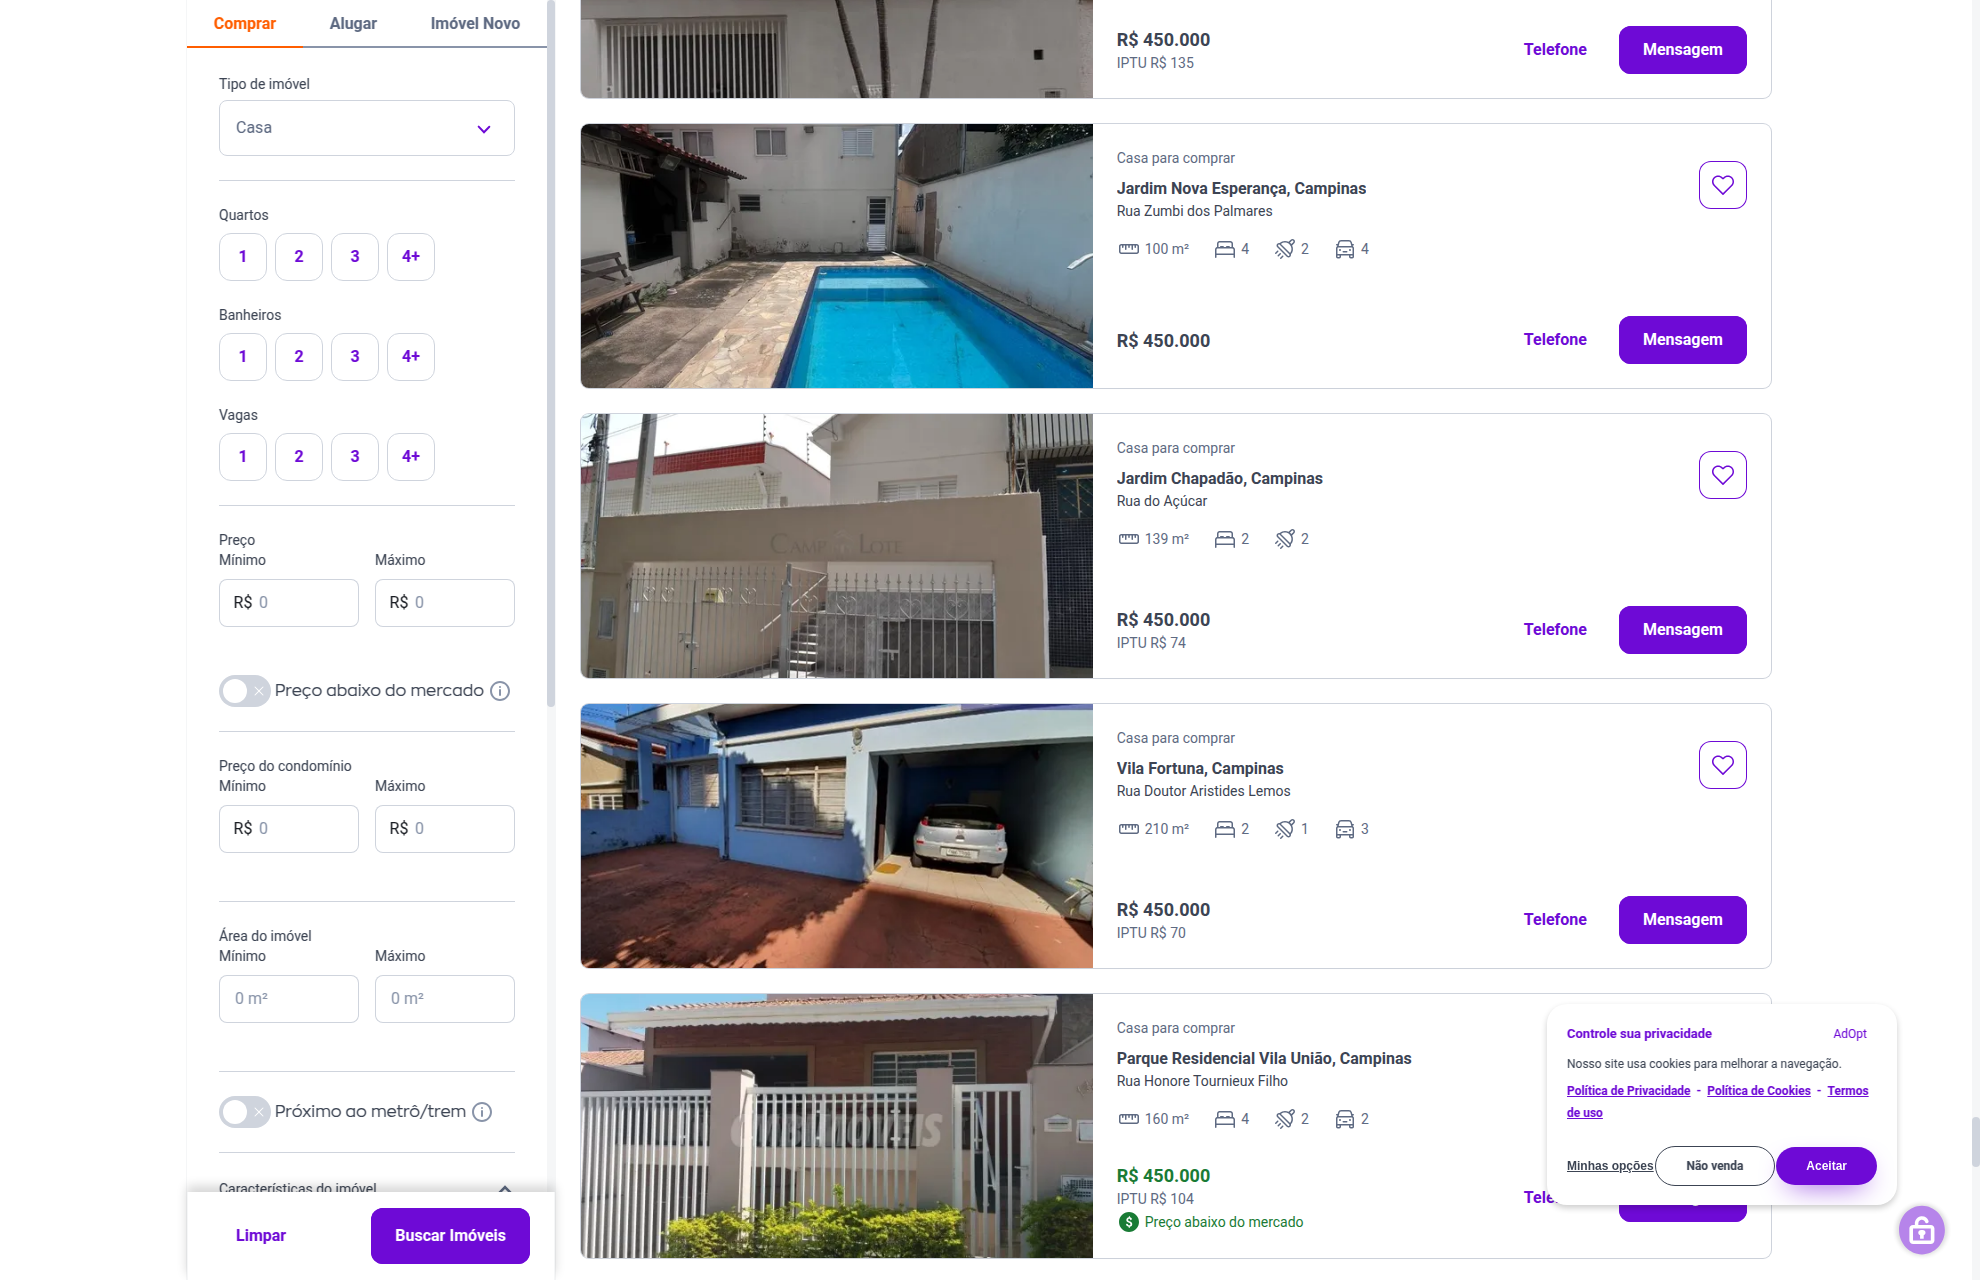 Comprar
Alugar
Imóvel Novo
Tipo de imóvel
Casa
Quartos
1
2
3
4+
Banheiros
1
2
3
4+
Vagas
1
2
3
4+
Preço
Mínimo
Máximo
R$ 0
R$ 0
Preço abaixo do mercado
Preço do condomínio
Mínimo
Máximo
R$ 0
R$ 0
Área do imóvel
Mínimo
Máximo
0 m²
0 m²
Próximo ao metrô/trem
Características do imóvel
Limpar
Buscar Imóveis
R$ 450.000
IPTU R$ 135
Telefone
Mensagem
Casa para comprar
Jardim Nova Esperança, Campinas
Rua Zumbi dos Palmares
100 m²
4
2
4
R$ 450.000
Telefone
Mensagem
Casa para comprar
Jardim Chapadão, Campinas
Rua do Açúcar
139 m²
2
2
R$ 450.000
IPTU R$ 74
Telefone
Mensagem
Casa para comprar
Vila Fortuna, Campinas
Rua Doutor Aristides Lemos
210 m²
2
1
3
R$ 450.000
IPTU R$ 70
Telefone
Mensagem
Casa para comprar
Parque Residencial Vila União, Campinas
Rua Honore Tournieux Filho
160 m²
4
2
2
R$ 450.000
IPTU R$ 104
Preço abaixo do mercado
Controle sua privacidade
AdOpt
Nosso site usa cookies para melhorar a navegação.
Política de Privacidade - Política de Cookies - Termos
de uso
Minhas opções
Não venda
Aceitar